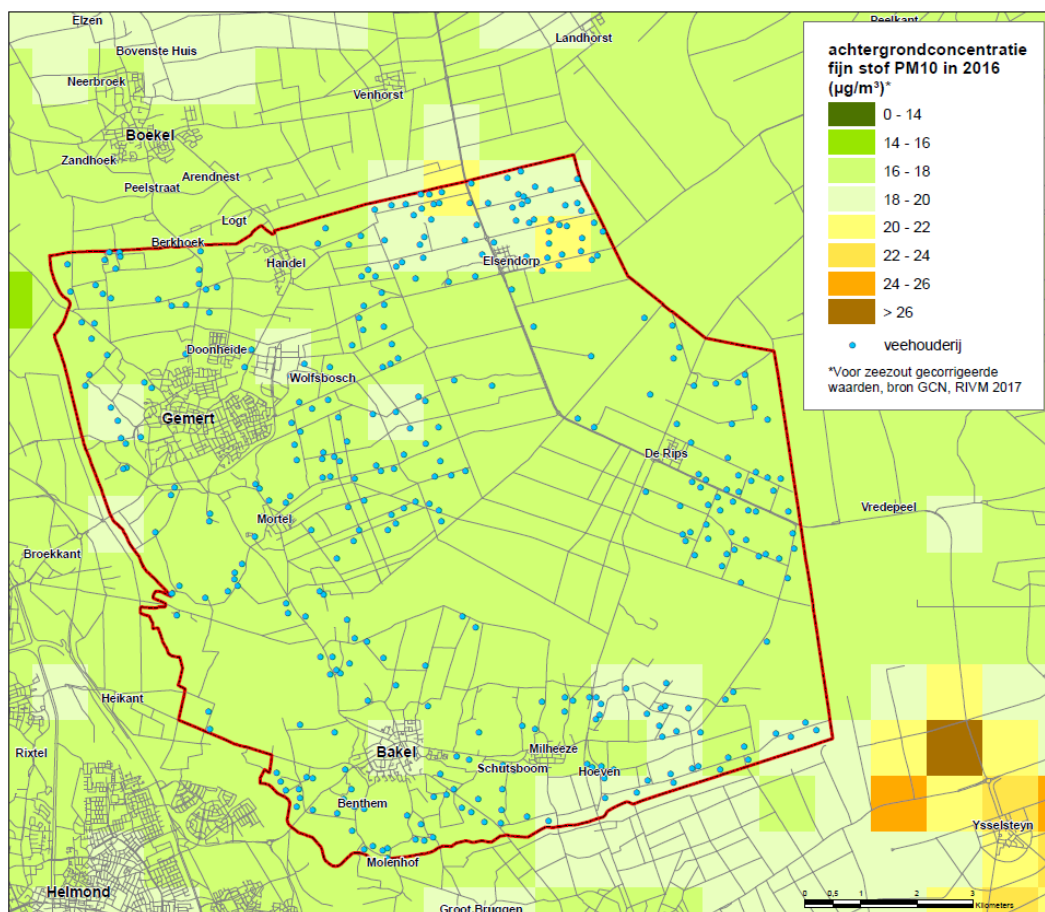 Elzen
Peelkant
Landhorst
Bovenste Huis
Neerbroek
Venhorst
Boekel
Zandhoek
Arendnest
Peelstraat
Logt
Berkhoek
Handel
Elsendorp
Doonheide
Wolfsbosch
Gemert
De Rips
Mortel
Vredepeel
Broekkant
Heikant
Rixtel
Bakel
Milheeze
Schutsboom
Hoeven
Benthem
Ysselsteyn
Molenhof
Helmond
Groot Bruggen
achtergrondconcentratie
fijn stof PM10 in 2016
(µg/m³)*
0 - 14
14 - 16
16 - 18
18 - 20
20 - 22
22 - 24
24 - 26
> 26
veehouderij
*Voor zeezout gecorrigeerde
waarden, bron GCN, RIVM 2017
0 0,5 1 2 3
Kilometers